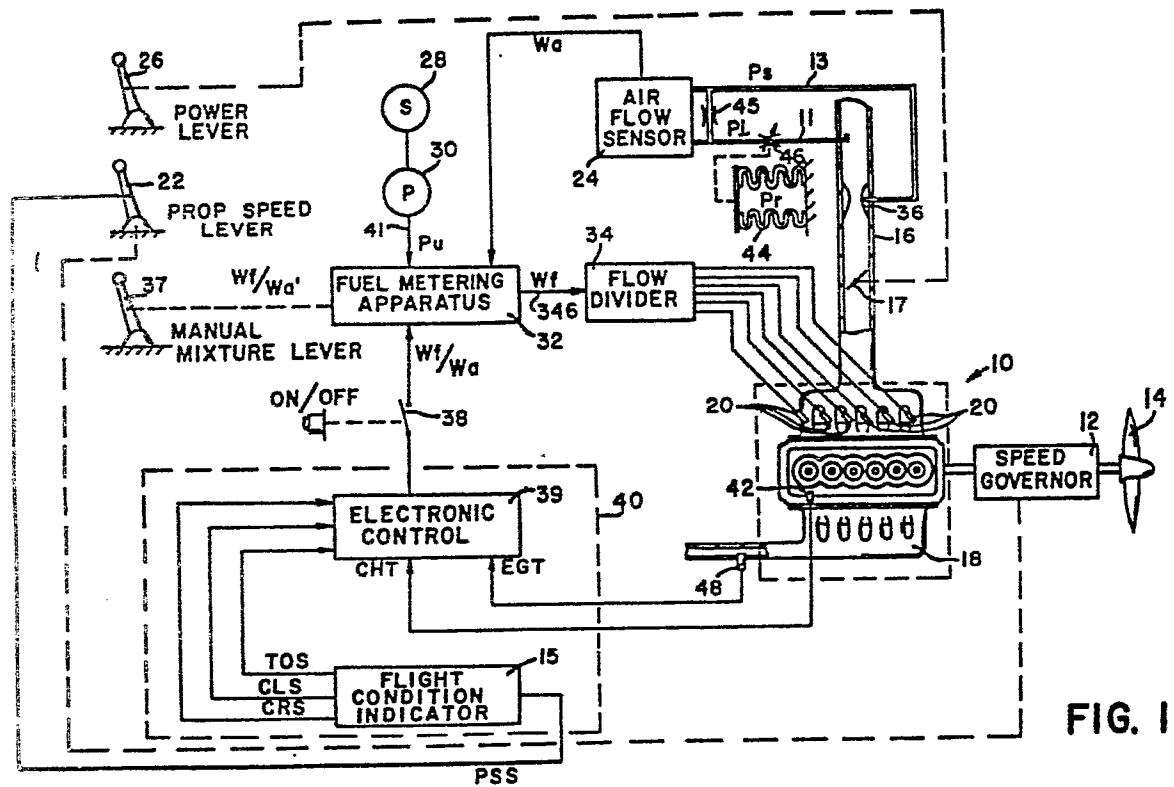 26
POWER
LEVER
22
PROP SPEED
LEVER
37
MANUAL
MIXTURE LEVER
Wf/Wa'
28
S
30
P
41
Pu
Wa
AIR
FLOW
SENSOR
24
Ps
13
45
Pl
11
46
Pr
44
36
16
17
FUEL METERING
APPARATUS
32
Wf
346
34
FLOW
DIVIDER
Wf/Wa
ON/OFF
38
10
20
20
42
12
SPEED
GOVERNOR
14
18
48
39
ELECTRONIC
CONTROL
40
CHT
EGT
TOS
CLS
CRS
15
FLIGHT
CONDITION
INDICATOR
PSS
FIG. 1